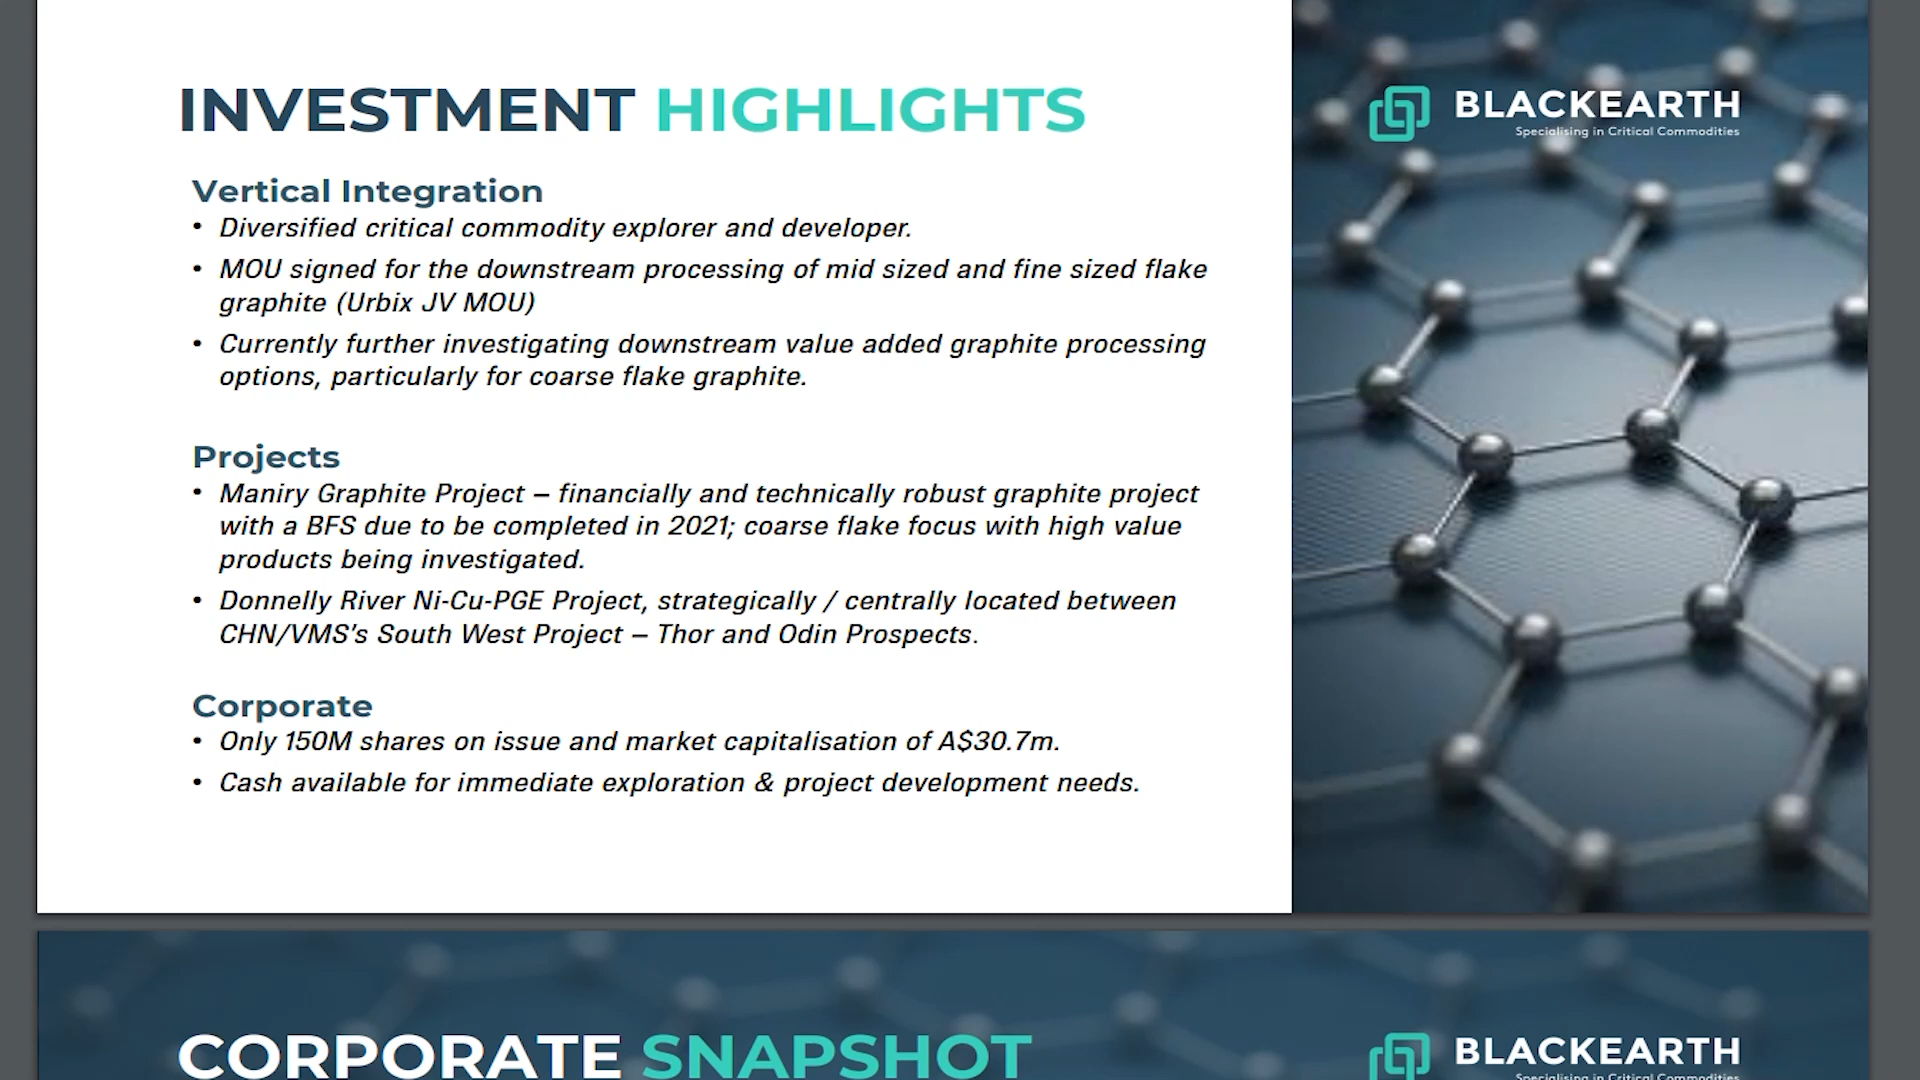 INVESTMENT HIGHLIGHTS
BLACKEARTH
Specialising in Critical Commodities
Vertical Integration
• Diversified critical commodity explorer and developer.
• MOU signed for the downstream processing of mid sized and fine sized flake
graphite (Urbix JV MOU)
• Currently further investigating downstream value added graphite processing
options, particularly for coarse flake graphite.
Projects
• Maniry Graphite Project – financially and technically robust graphite project
with a BFS due to be completed in 2021; coarse flake focus with high value
products being investigated.
• Donnelly River Ni-Cu-PGE Project, strategically / centrally located between
CHN/VMS's South West Project – Thor and Odin Prospects.
Corporate
• Only 150M shares on issue and market capitalisation of A$30.7m.
• Cash available for immediate exploration & project development needs.
CORPORATE SNAPSHOT
BLACKEARTH
Specialising in Critical Commodities